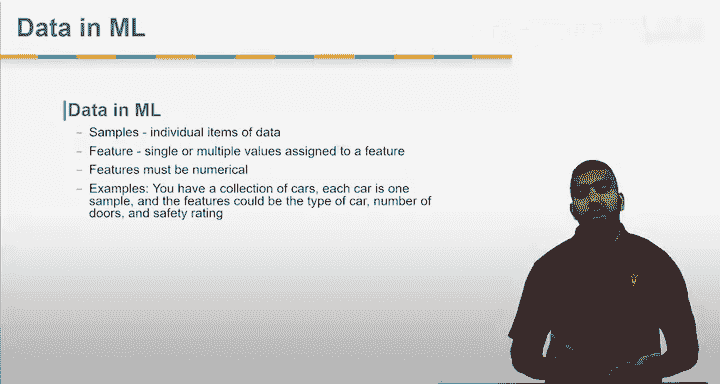 Data in ML
Data in ML
– Samples - individual items of data
– Feature - single or multiple values assigned to a feature
– Features must be numerical
– Examples: You have a collection of cars, each car is one
sample, and the features could be the type of car, number of
doors, and safety rating